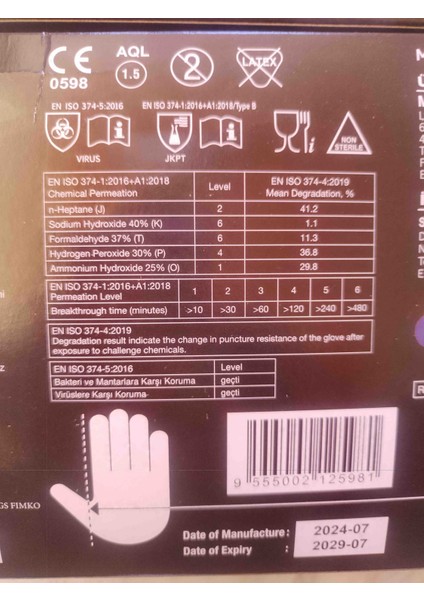 CE
AQL
0598
1.5
2
LATEX
EN ISO 374-5:2016
EN ISO 374-1:2016+A1:2018/Type B
VIRUS
JKPT
NON
STERILE
EN ISO 374-1:2016+A1:2018
Chemical Permeation
Level
EN ISO 374-4:2019
Mean Degradation, %
n-Heptane (J) 2 41.2
Sodium Hydroxide 40% (K) 6 1.1
Formaldehyde 37% (T) 6 11.3
Hydrogen Peroxide 30% (P) 4 36.8
Ammonium Hydroxide 25% (O) 1 29.8
EN ISO 374-1:2016+A1:2018
Permeation Level
1 2 3 4 5 6
Breakthrough time (minutes) >10 >30 >60 >120 >240 >480
EN ISO 374-4:2019
Degradation result indicate the change in puncture resistance of the glove after
exposure to challenge chemicals.
EN ISO 374-5:2016 Level
Bakteri ve Mantarlara Karşı Koruma geçti
Virüslere Karşı Koruma geçti
9 555002 125981
GS FIMKO
Date of Manufacture: 2024-07
Date of Expiry : 2029-07